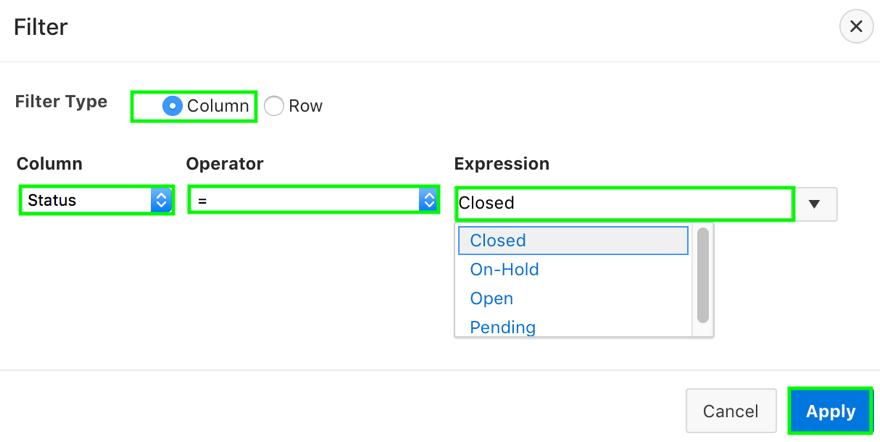 Filter
Filter Type Column Row
Column Operator Expression
Status = Closed
Closed
On-Hold
Open
Pending
Cancel Apply